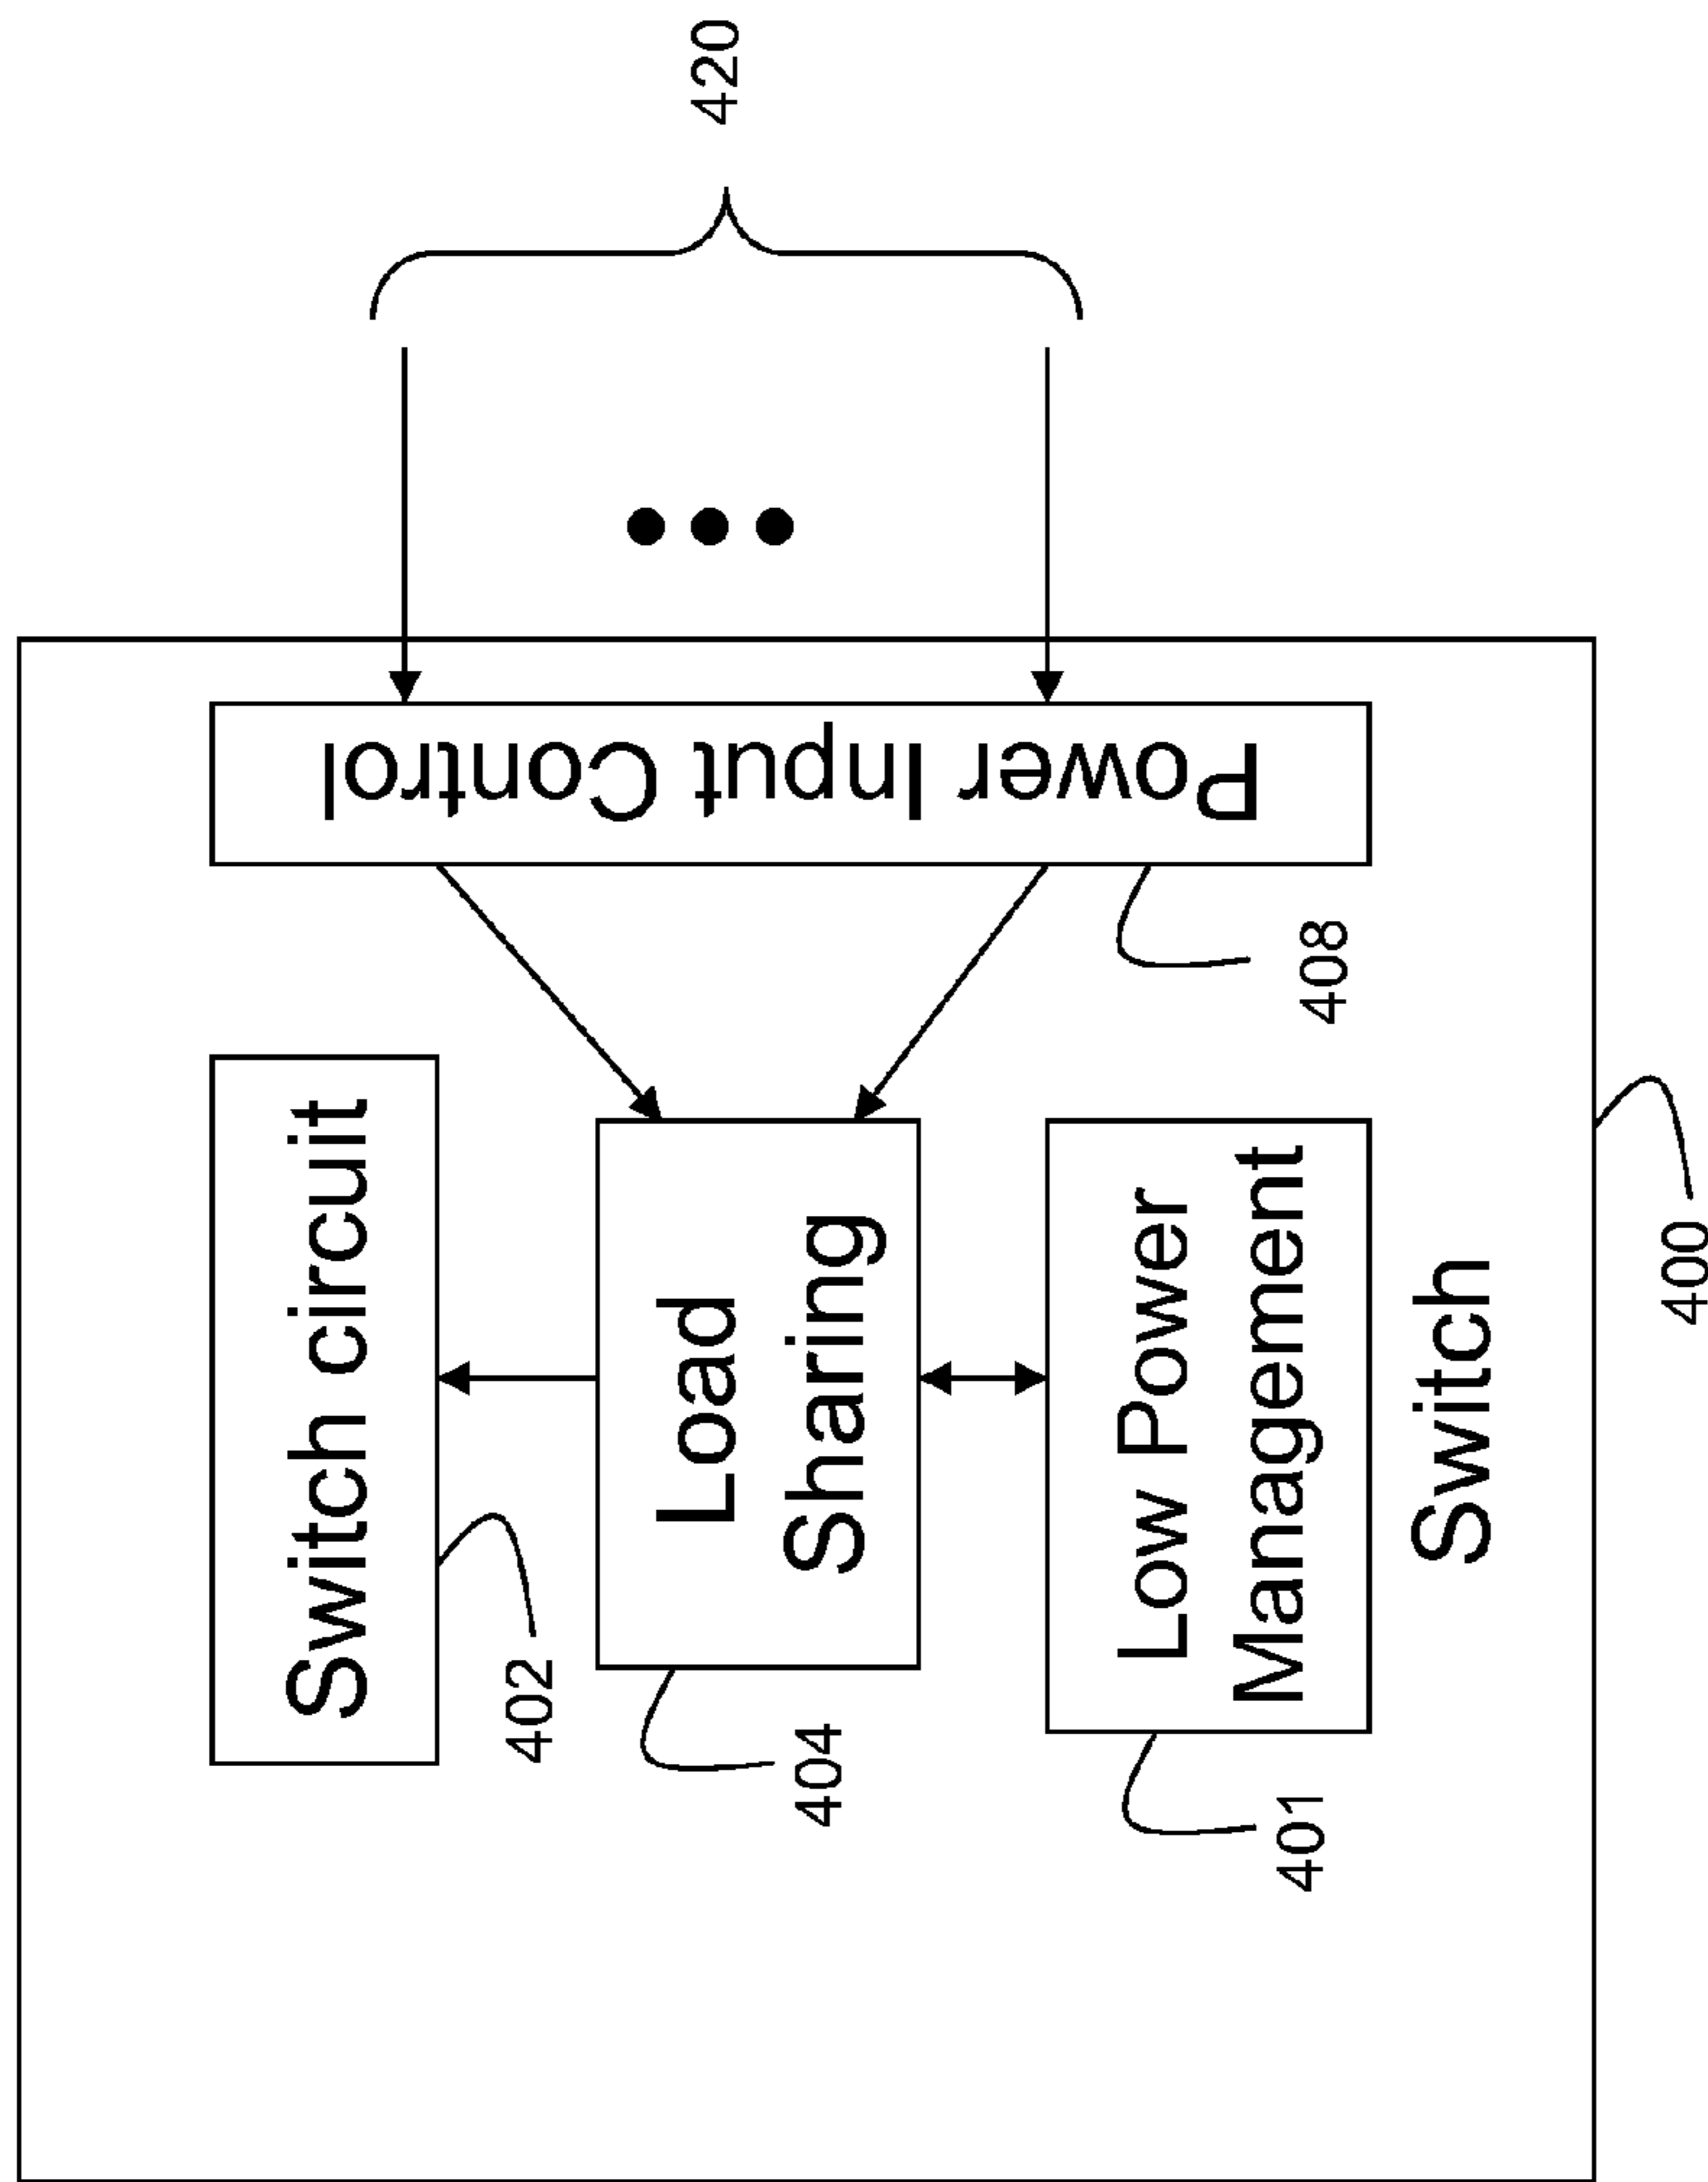 Switch circuit
402
Load
Sharing
404
Low Power
Management
401
Switch
400
Power Input Control
408
420